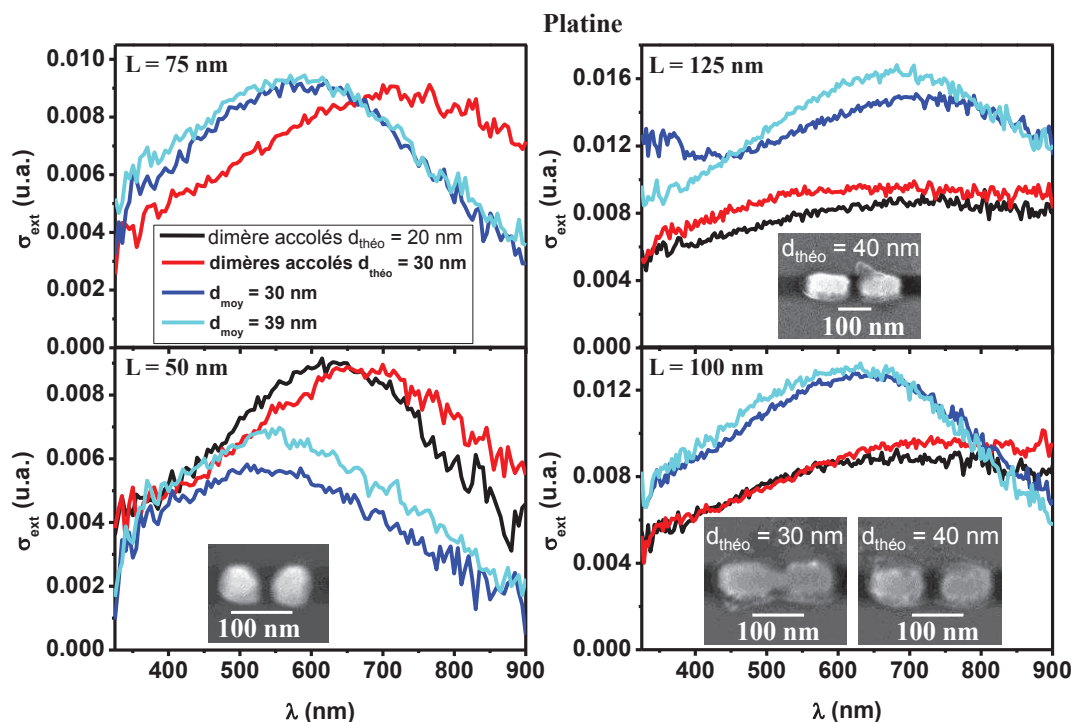 Platine
L = 75 nm
0.010
0.008
0.006
0.004
0.002
0.000
σext (u.a.)
dimère accolés dthéo = 20 nm
dimères accolés dthéo = 30 nm
dmoy = 30 nm
dmoy = 39 nm
L = 125 nm
0.016
0.012
0.008
0.004
0.000
σext (u.a.)
dthéo = 40 nm
100 nm
L = 50 nm
0.008
0.006
0.004
0.002
0.000
σext (u.a.)
100 nm
400 500 600 700 800 900
λ (nm)
L = 100 nm
0.012
0.008
0.004
0.000
σext (u.a.)
dthéo = 30 nm
100 nm
dthéo = 40 nm
100 nm
400 500 600 700 800 900
λ (nm)